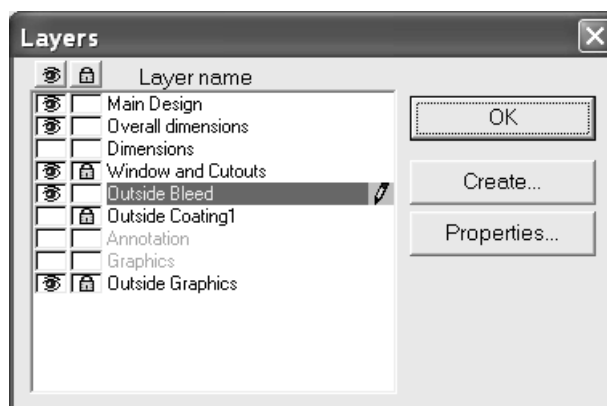 Layers
Layer name
Main Design
Overall dimensions
Dimensions
Window and Cutouts
Outside Bleed
Outside Coating1
Annotation
Graphics
Outside Graphics
OK
Create...
Properties...